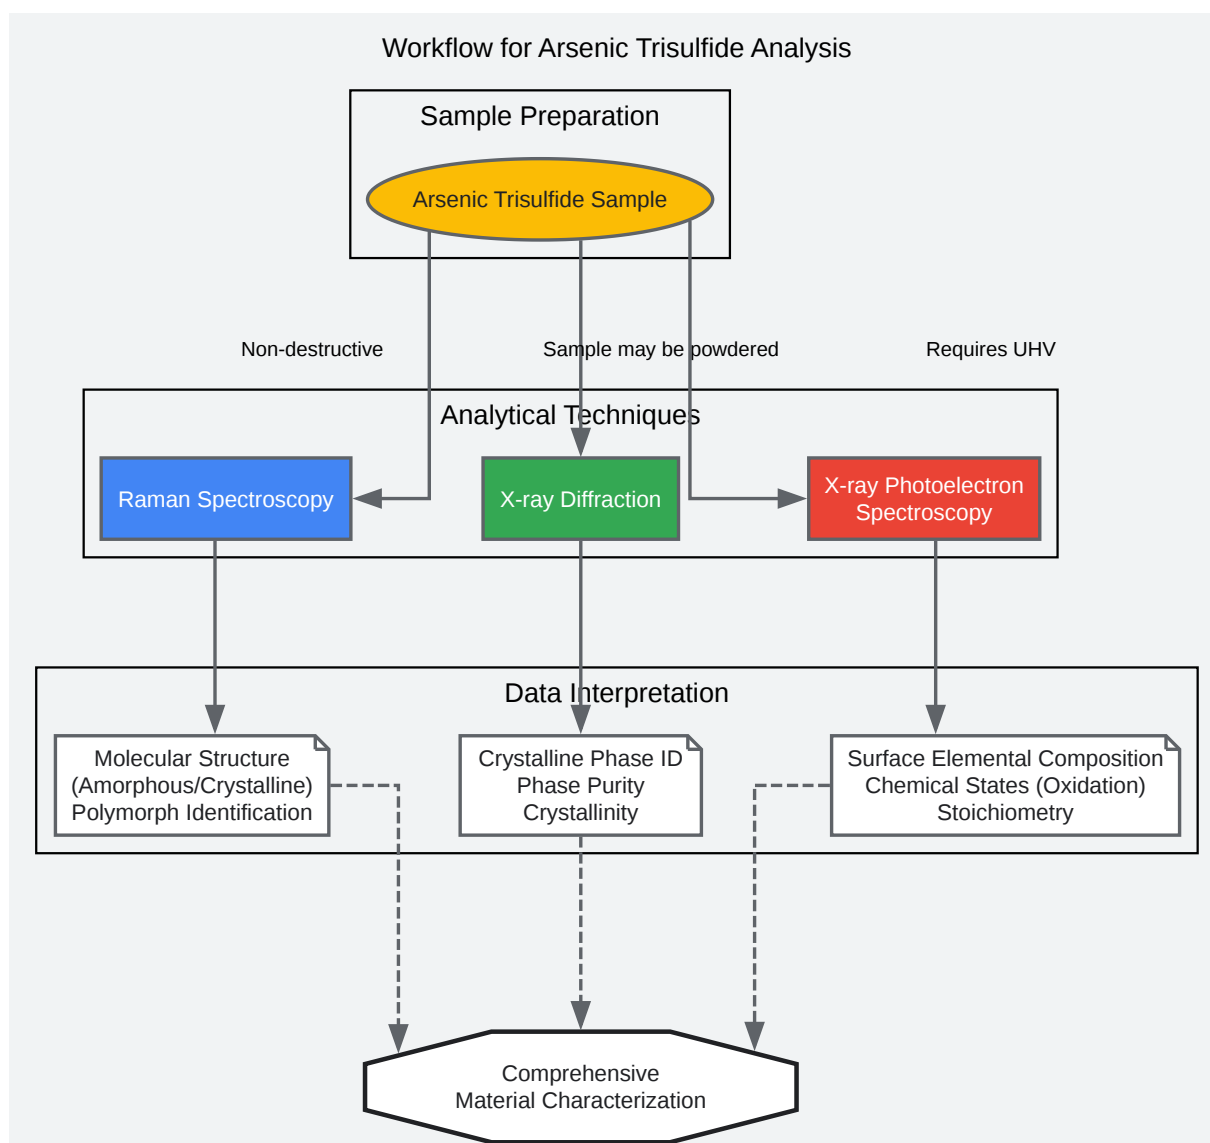 Workflow for Arsenic Trisulfide Analysis
Sample Preparation
Arsenic Trisulfide Sample
Non-destructive
Sample may be powdered
Requires UHV
Analytical Techniques
Raman Spectroscopy
X-ray Diffraction
X-ray Photoelectron
Spectroscopy
Data Interpretation
Molecular Structure
(Amorphous/Crystalline)
Polymorph Identification
Crystalline Phase ID
Phase Purity
Crystallinity
Surface Elemental Composition
Chemical States (Oxidation)
Stoichiometry
Comprehensive
Material Characterization